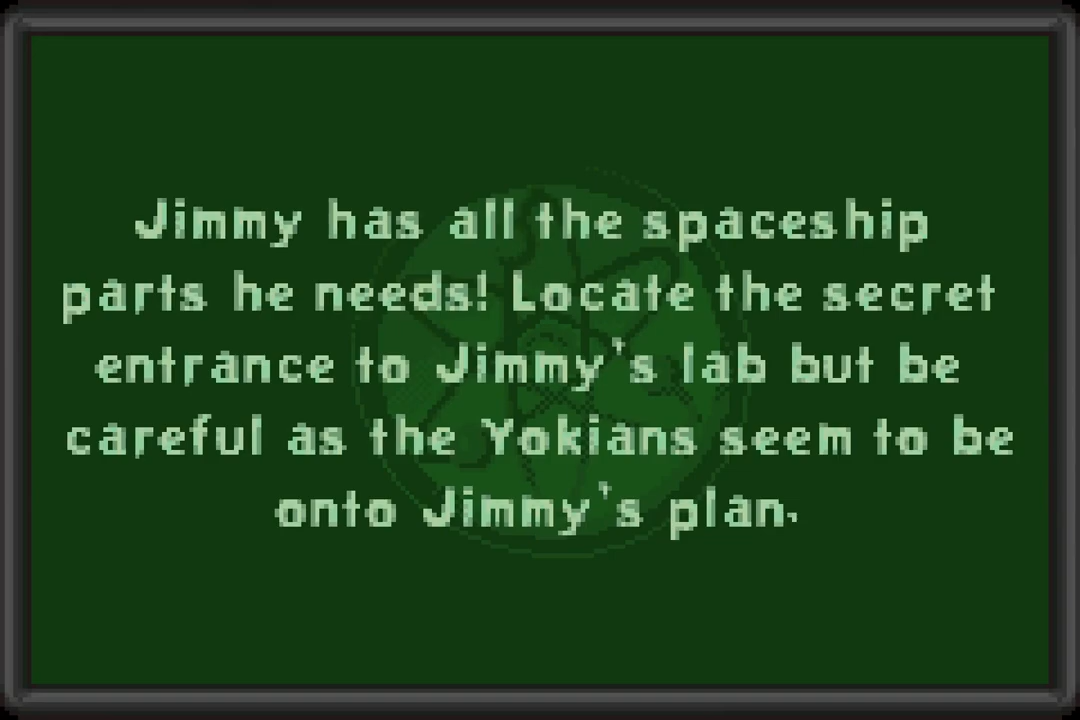 Jimmy has all the spaceship
parts he needs! Locate the secret
entrance to Jimmy's lab but be
careful as the Yokians seem to be
onto Jimmy's plan.